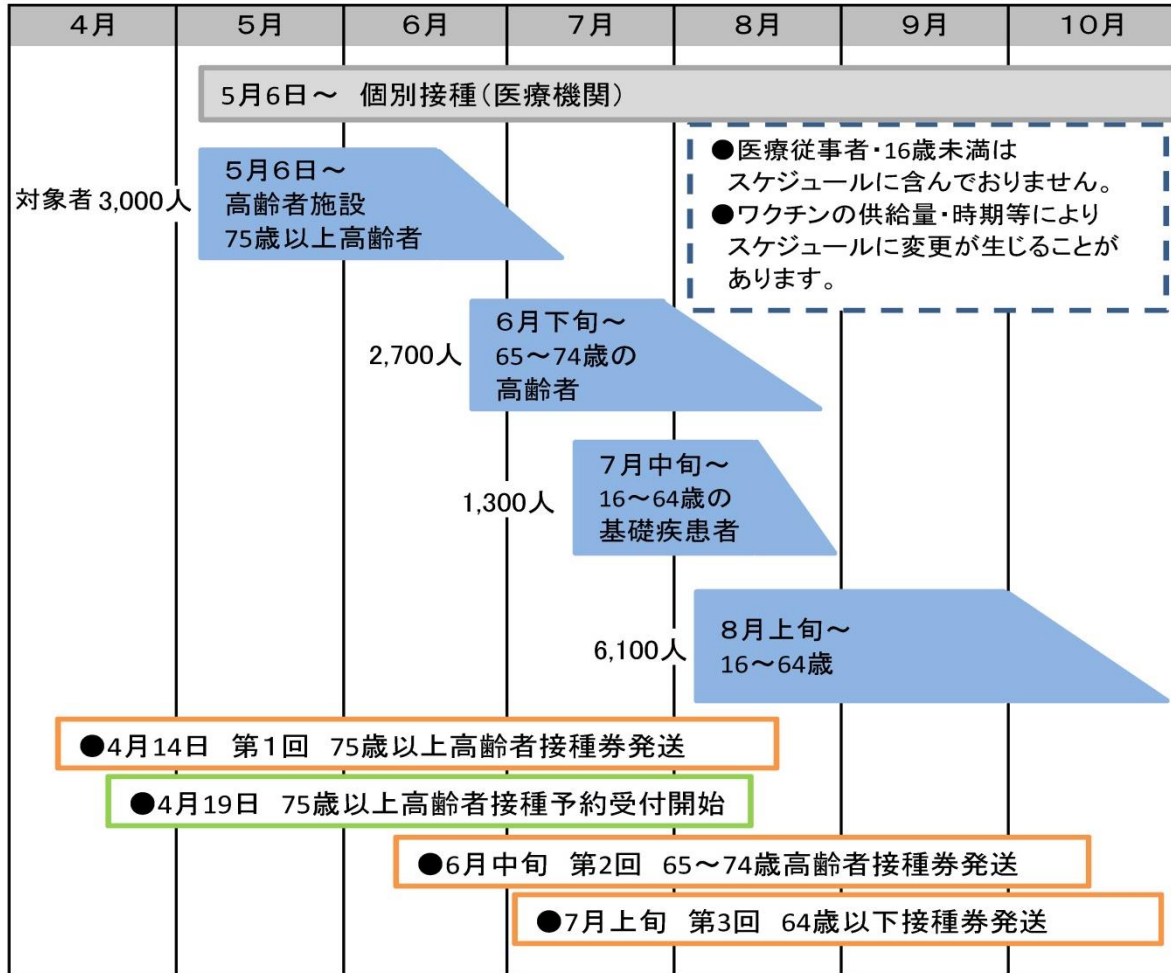 4月 5月 6月 7月 8月 9月 10月
5月6日～ 個別接種(医療機関)
●医療従事者・16歳未満は
スケジュールに含んでおりません。
●ワクチンの供給量・時期等により
スケジュールに変更が生じることが
あります。
対象者 3,000人
5月6日～
高齢者施設
75歳以上高齢者
2,700人
6月下旬～
65～74歳の
高齢者
1,300人
7月中旬～
16～64歳の
基礎疾患者
6,100人
8月上旬～
16～64歳
●4月14日 第1回 75歳以上高齢者接種券発送
●4月19日 75歳以上高齢者接種予約受付開始
●6月中旬 第2回 65～74歳高齢者接種券発送
●7月上旬 第3回 64歳以下接種券発送